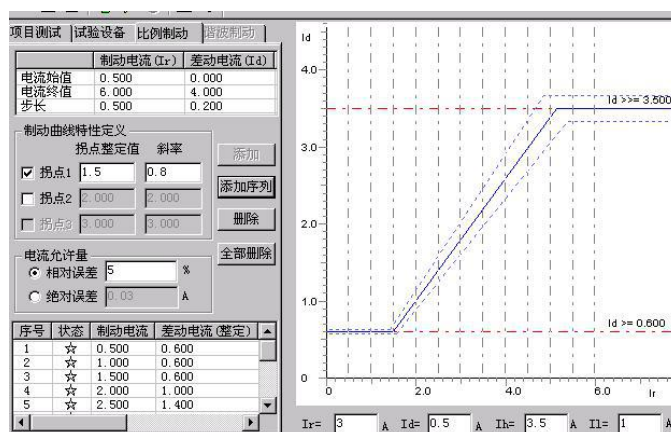 项目测试 试验设备 比例制动 谐波制动
制动电流(Ir) 差动电流(Id)
电流始值 0.500 0.000
电流终值 6.000 4.000
步长 0.500 0.200
制动曲线特性定义
拐点整定值 斜率
拐点1 1.5 0.8
拐点2 2.000 2.000
拐点3 3.000 3.000
添加
添加序列
删除
全部删除
电流允许量
相对误差 5 %
绝对误差 0.03 A
序号 状态 制动电流 差动电流(整定)
1 ☆ 0.500 0.600
2 ☆ 1.000 0.600
3 ☆ 1.500 0.600
4 ☆ 2.000 1.000
5 ☆ 2.500 1.400
Id
4.0
Id >>= 3.500
3.0
2.0
1.0
Id >= 0.600
0
0.0 2.0 4.0 6.0
Ir
Ir= 3 A Id= 0.5 A Ih= 3.5 A Il= 1 A